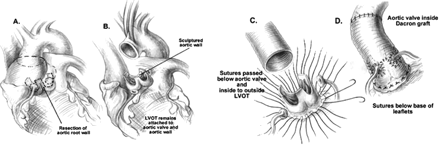 A.
Resection of
aortic root wall
B.
Sculptured
aortic wall
LVOT remains
attached to
aortic valve and
aortic wall
C.
Sutures passed
below aortic valve
and
inside to outside
LVOT
D.
Aortic valve inside
Dacron graft
Sutures below base of
leaflets